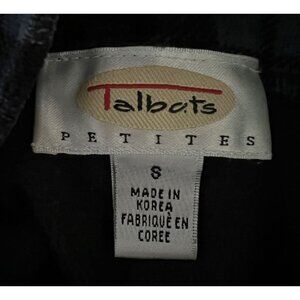 Talbots
PETITES
S
MADE IN
KOREA
FABRIQUÉ EN
COREE